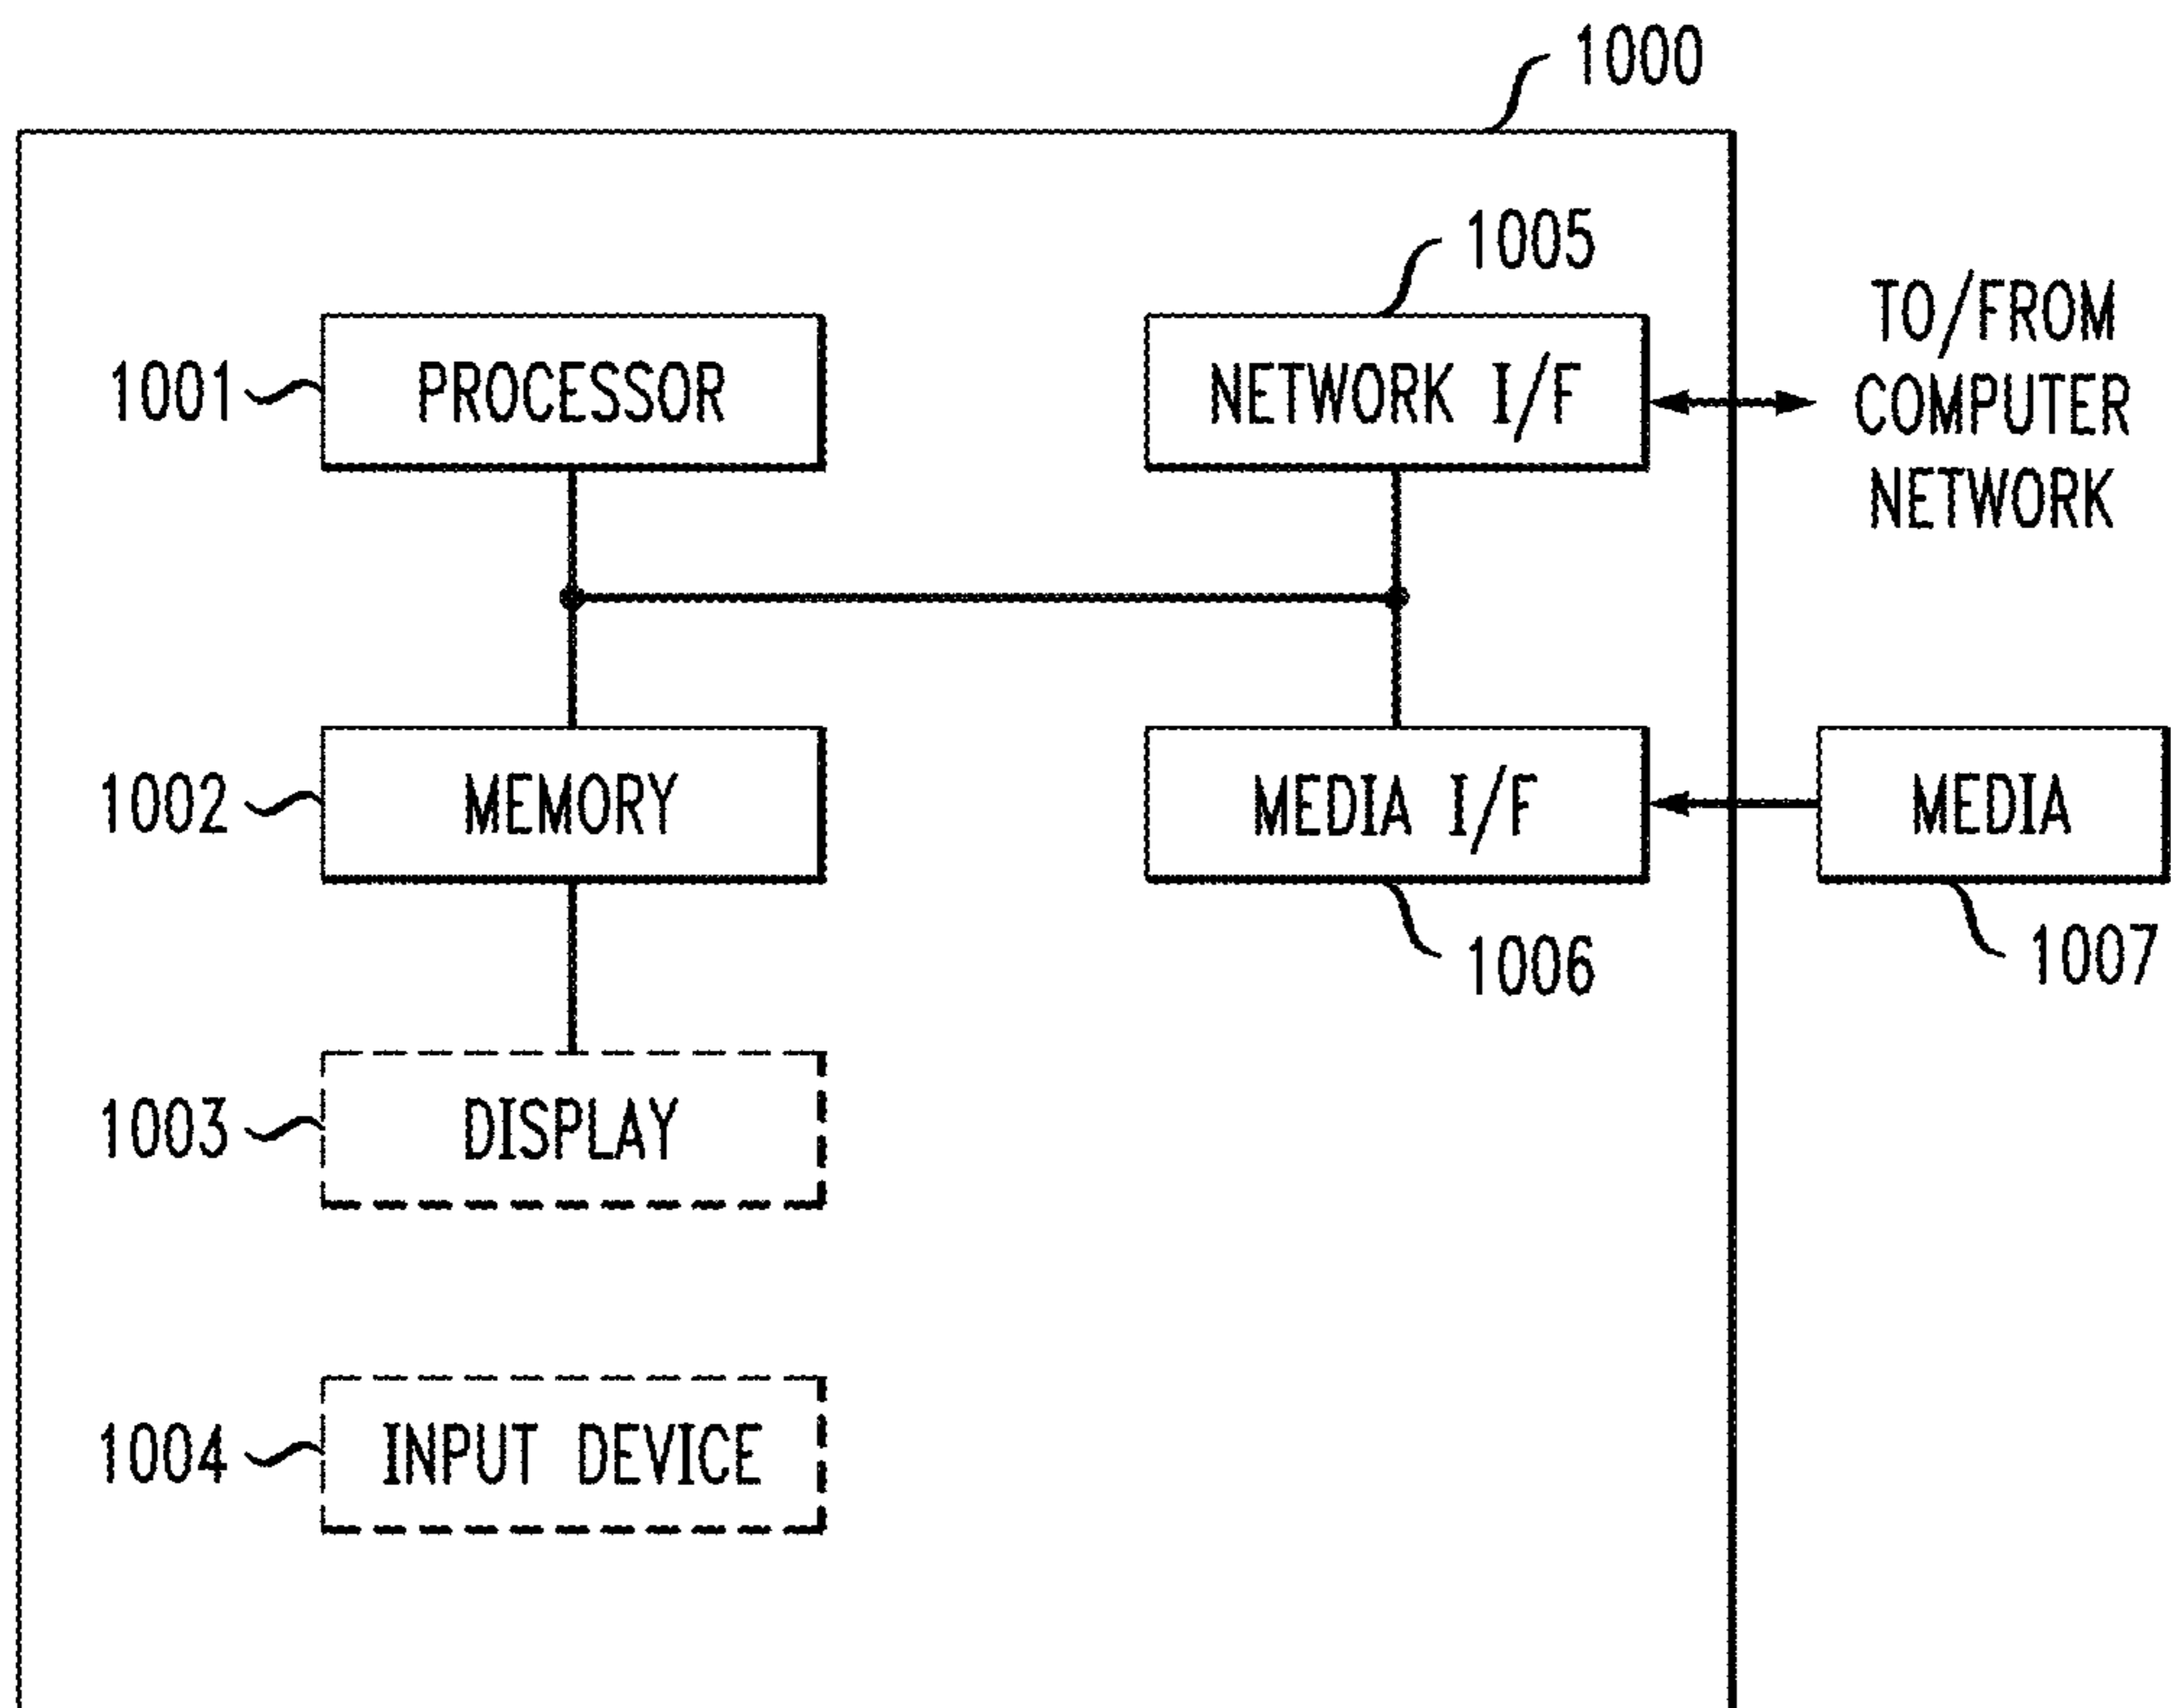 1000
1005
1001
PROCESSOR
NETWORK I/F
TO/FROM
COMPUTER
NETWORK
1002
MEMORY
MEDIA I/F
MEDIA
1006
1007
1003
DISPLAY
1004
INPUT DEVICE